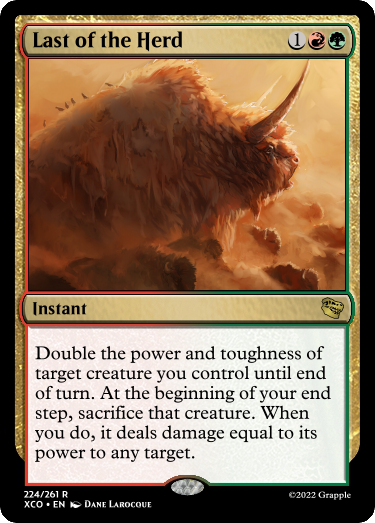 Last of the Herd
1
Instant
Double the power and toughness of
target creature you control until end
of turn. At the beginning of your end
step, sacrifice that creature. When
you do, it deals damage equal to its
power to any target.
224/261 R
XCO • EN Dane Larocque
©2022 Grapple